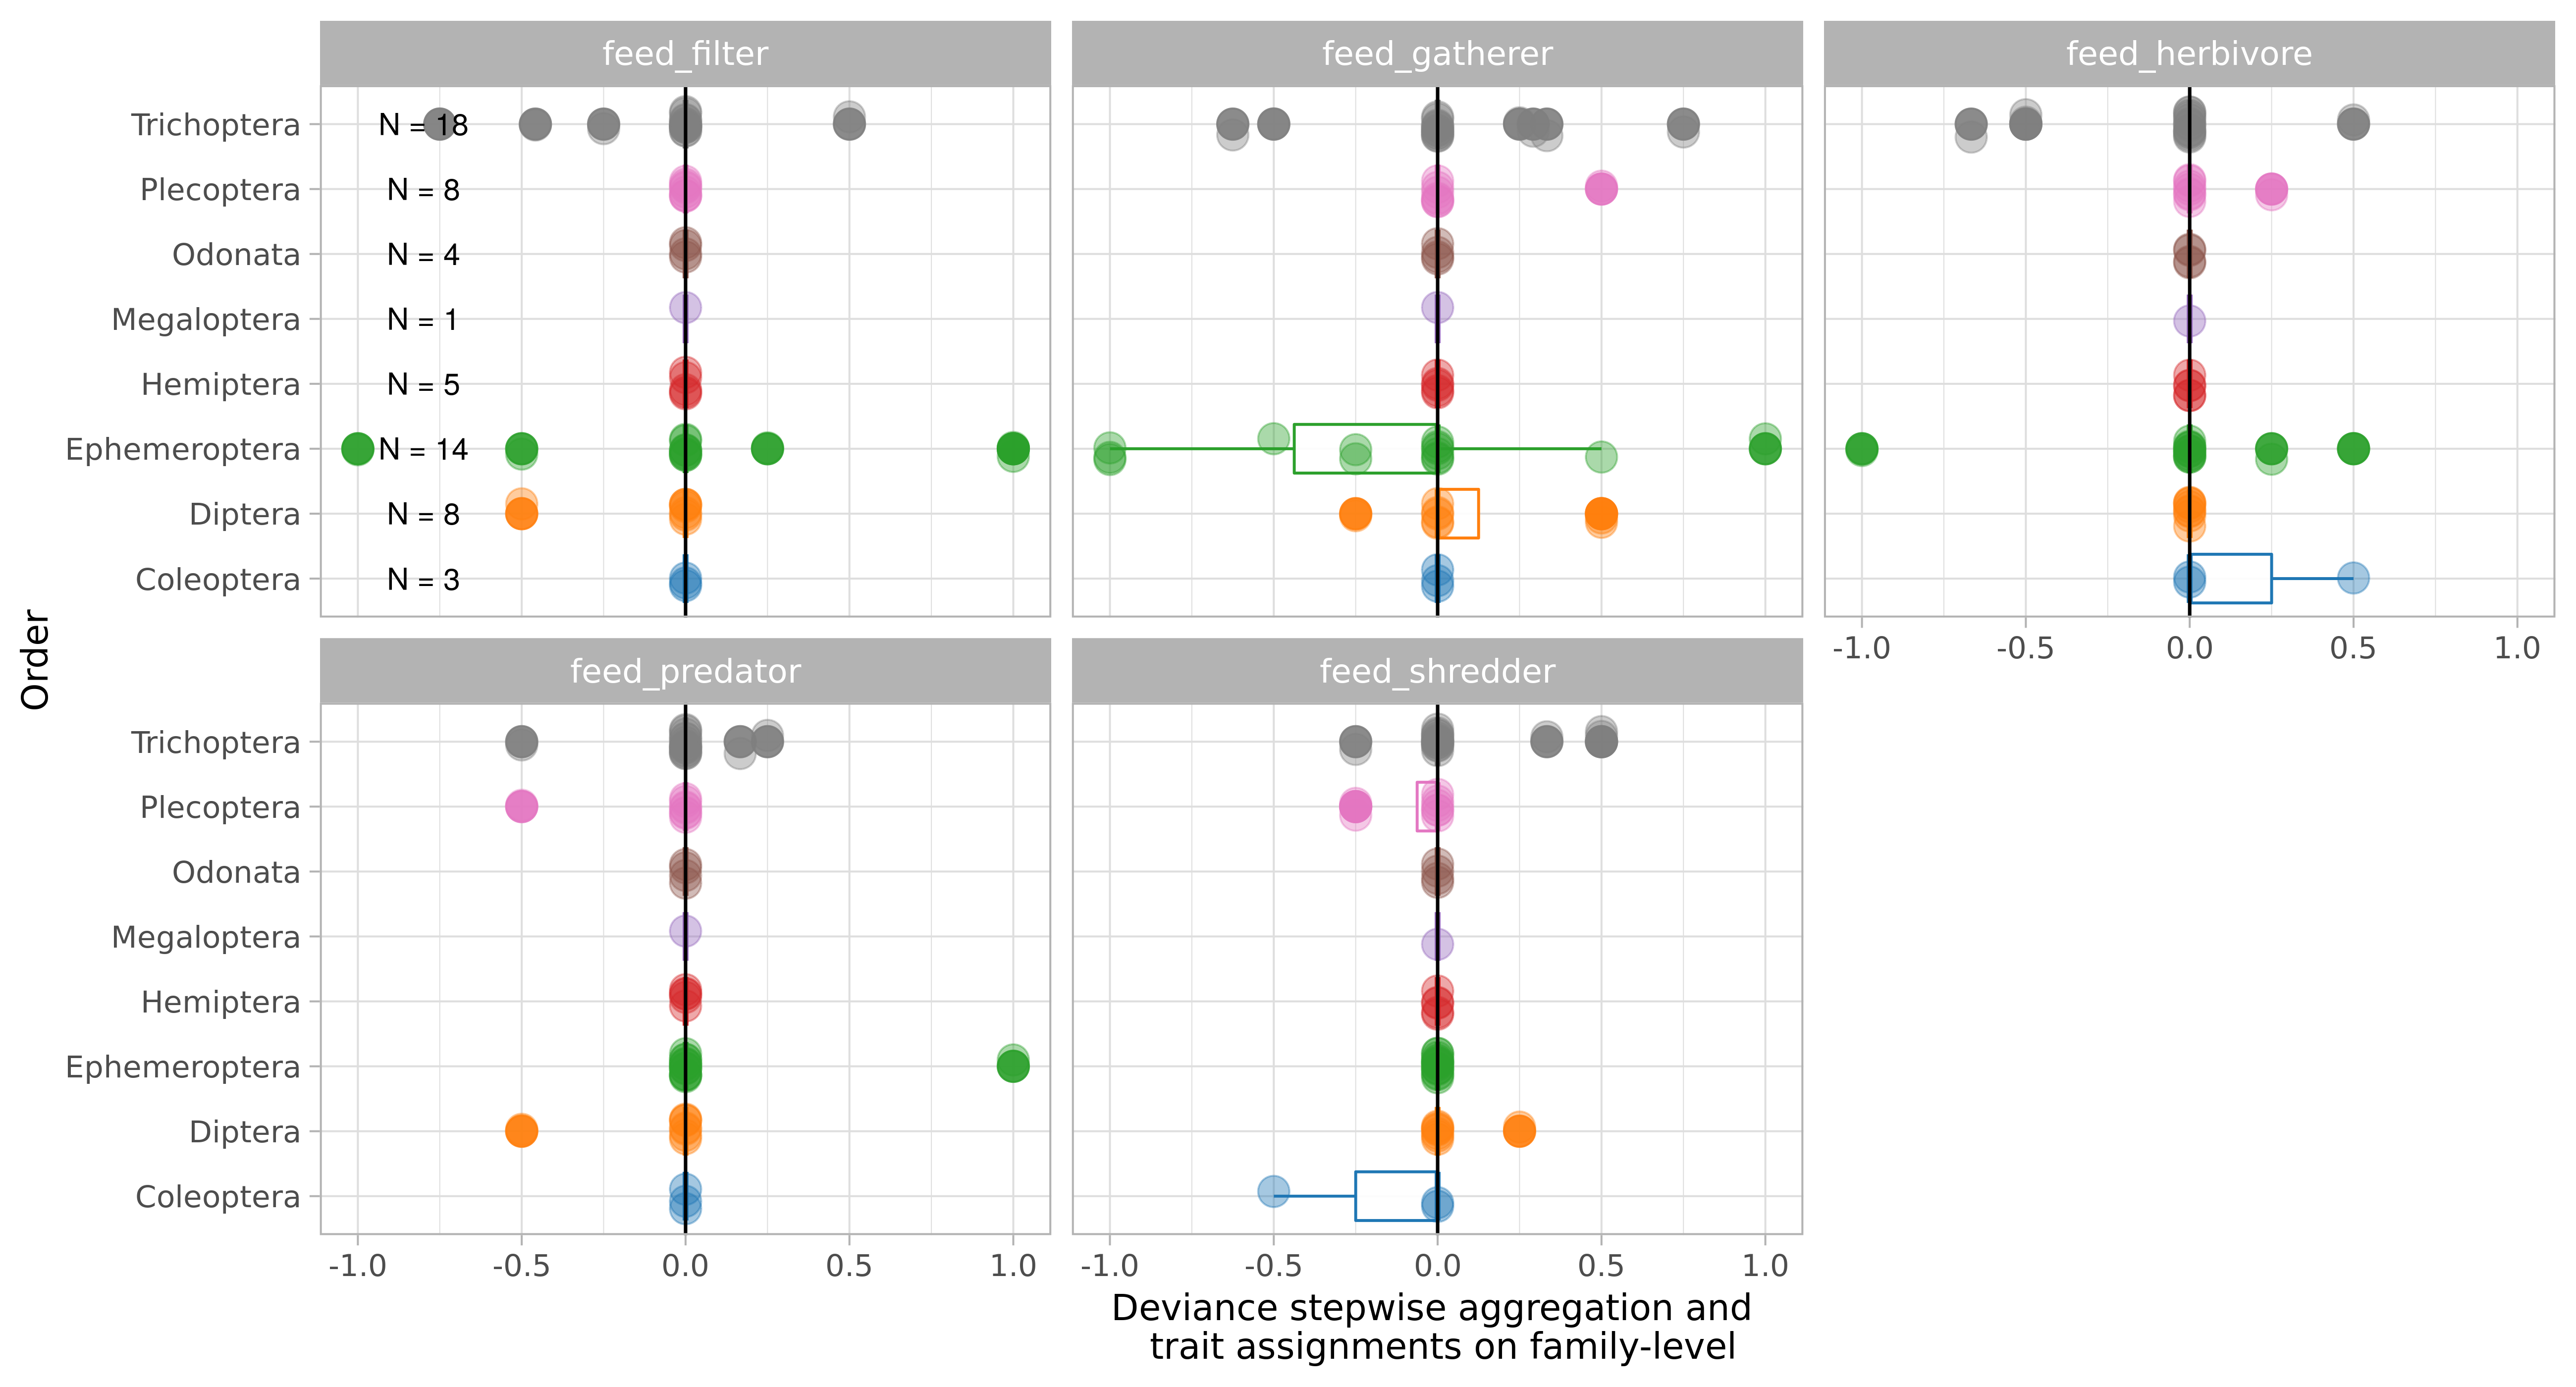 feed_filter
feed_gatherer
feed_herbivore
Trichoptera
N = 18
Plecoptera
N = 8
Odonata
N = 4
Megaloptera
N = 1
Hemiptera
N = 5
Ephemeroptera
N = 14
Diptera
N = 8
Coleoptera
N = 3
-1.0 -0.5 0.0 0.5 1.0
Order
feed_predator
feed_shredder
Trichoptera
Plecoptera
Odonata
Megaloptera
Hemiptera
Ephemeroptera
Diptera
Coleoptera
-1.0 -0.5 0.0 0.5 1.0
-1.0 -0.5 0.0 0.5 1.0
Deviance stepwise aggregation and
trait assignments on family-level